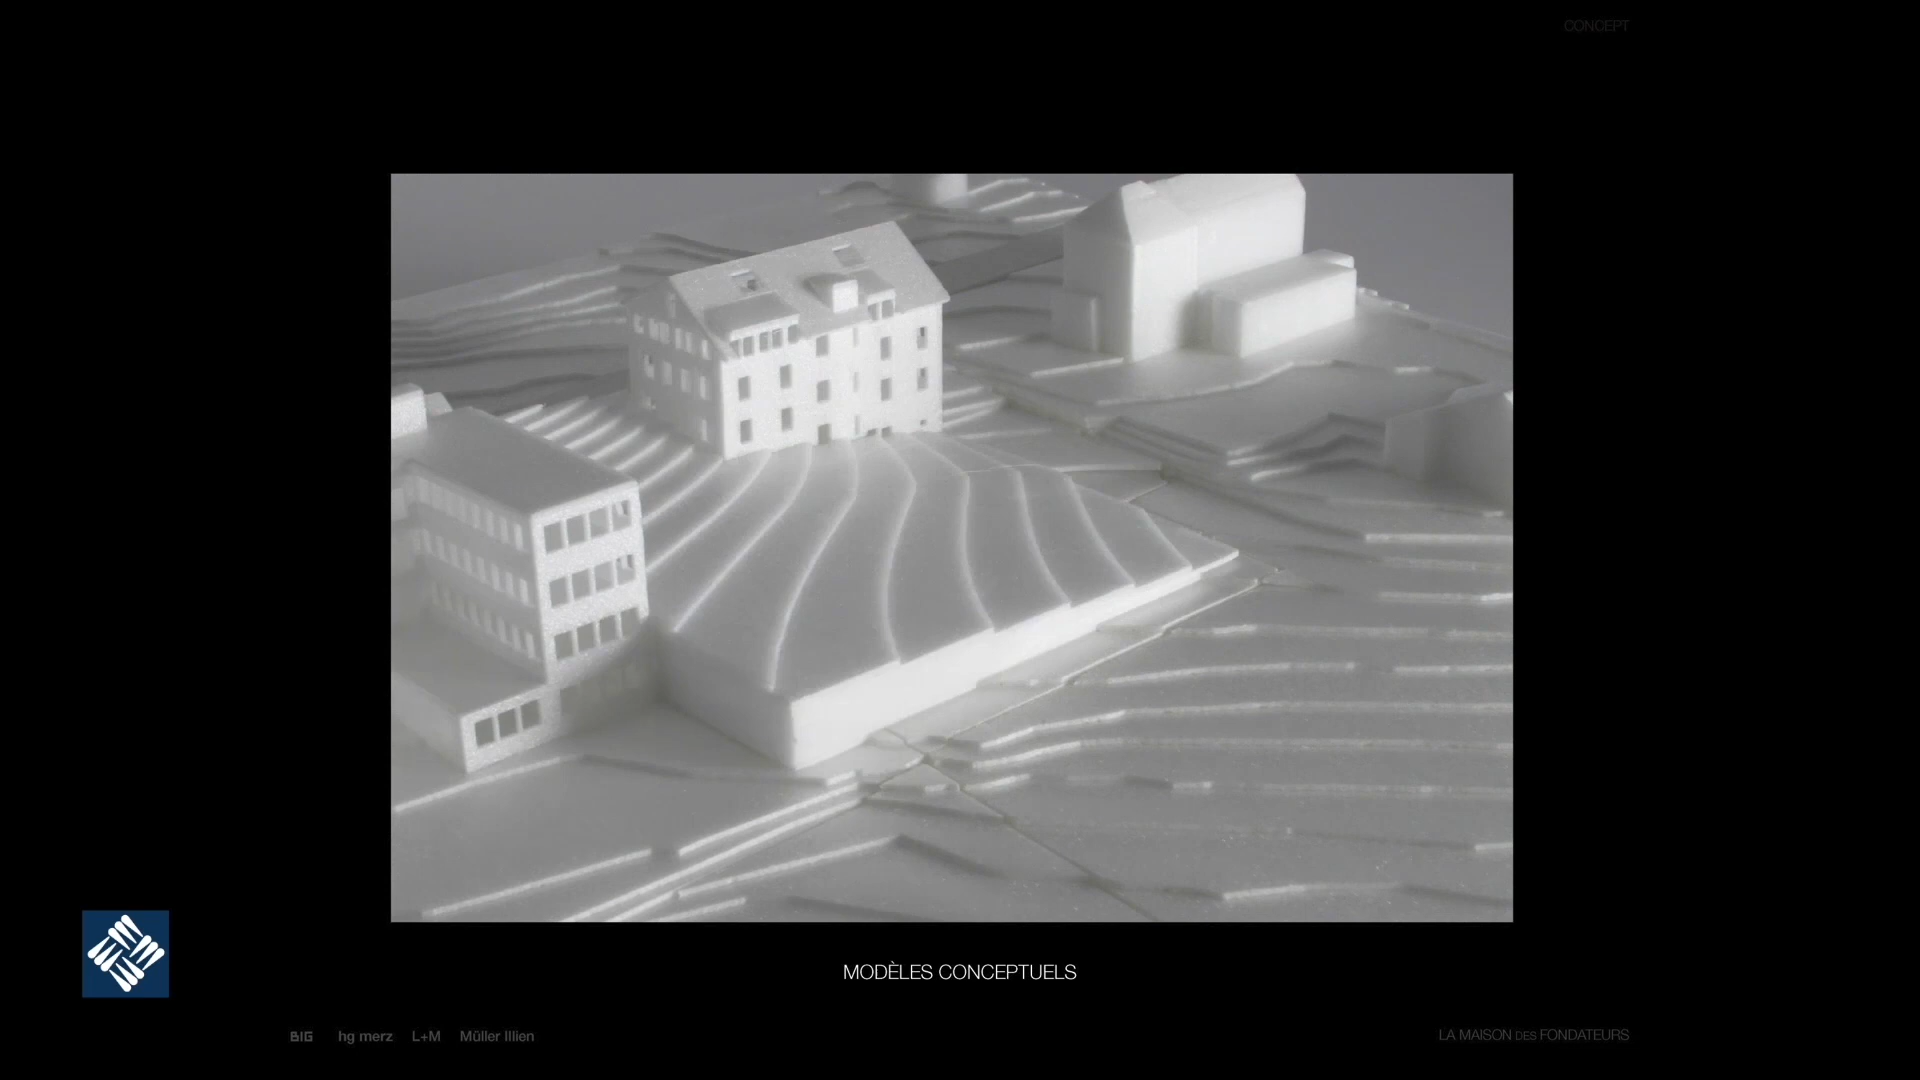 CONCEPT
MODÈLES CONCEPTUELS
BIG hg merz L+M Müller Illien
LA MAISON DES FONDATEURS